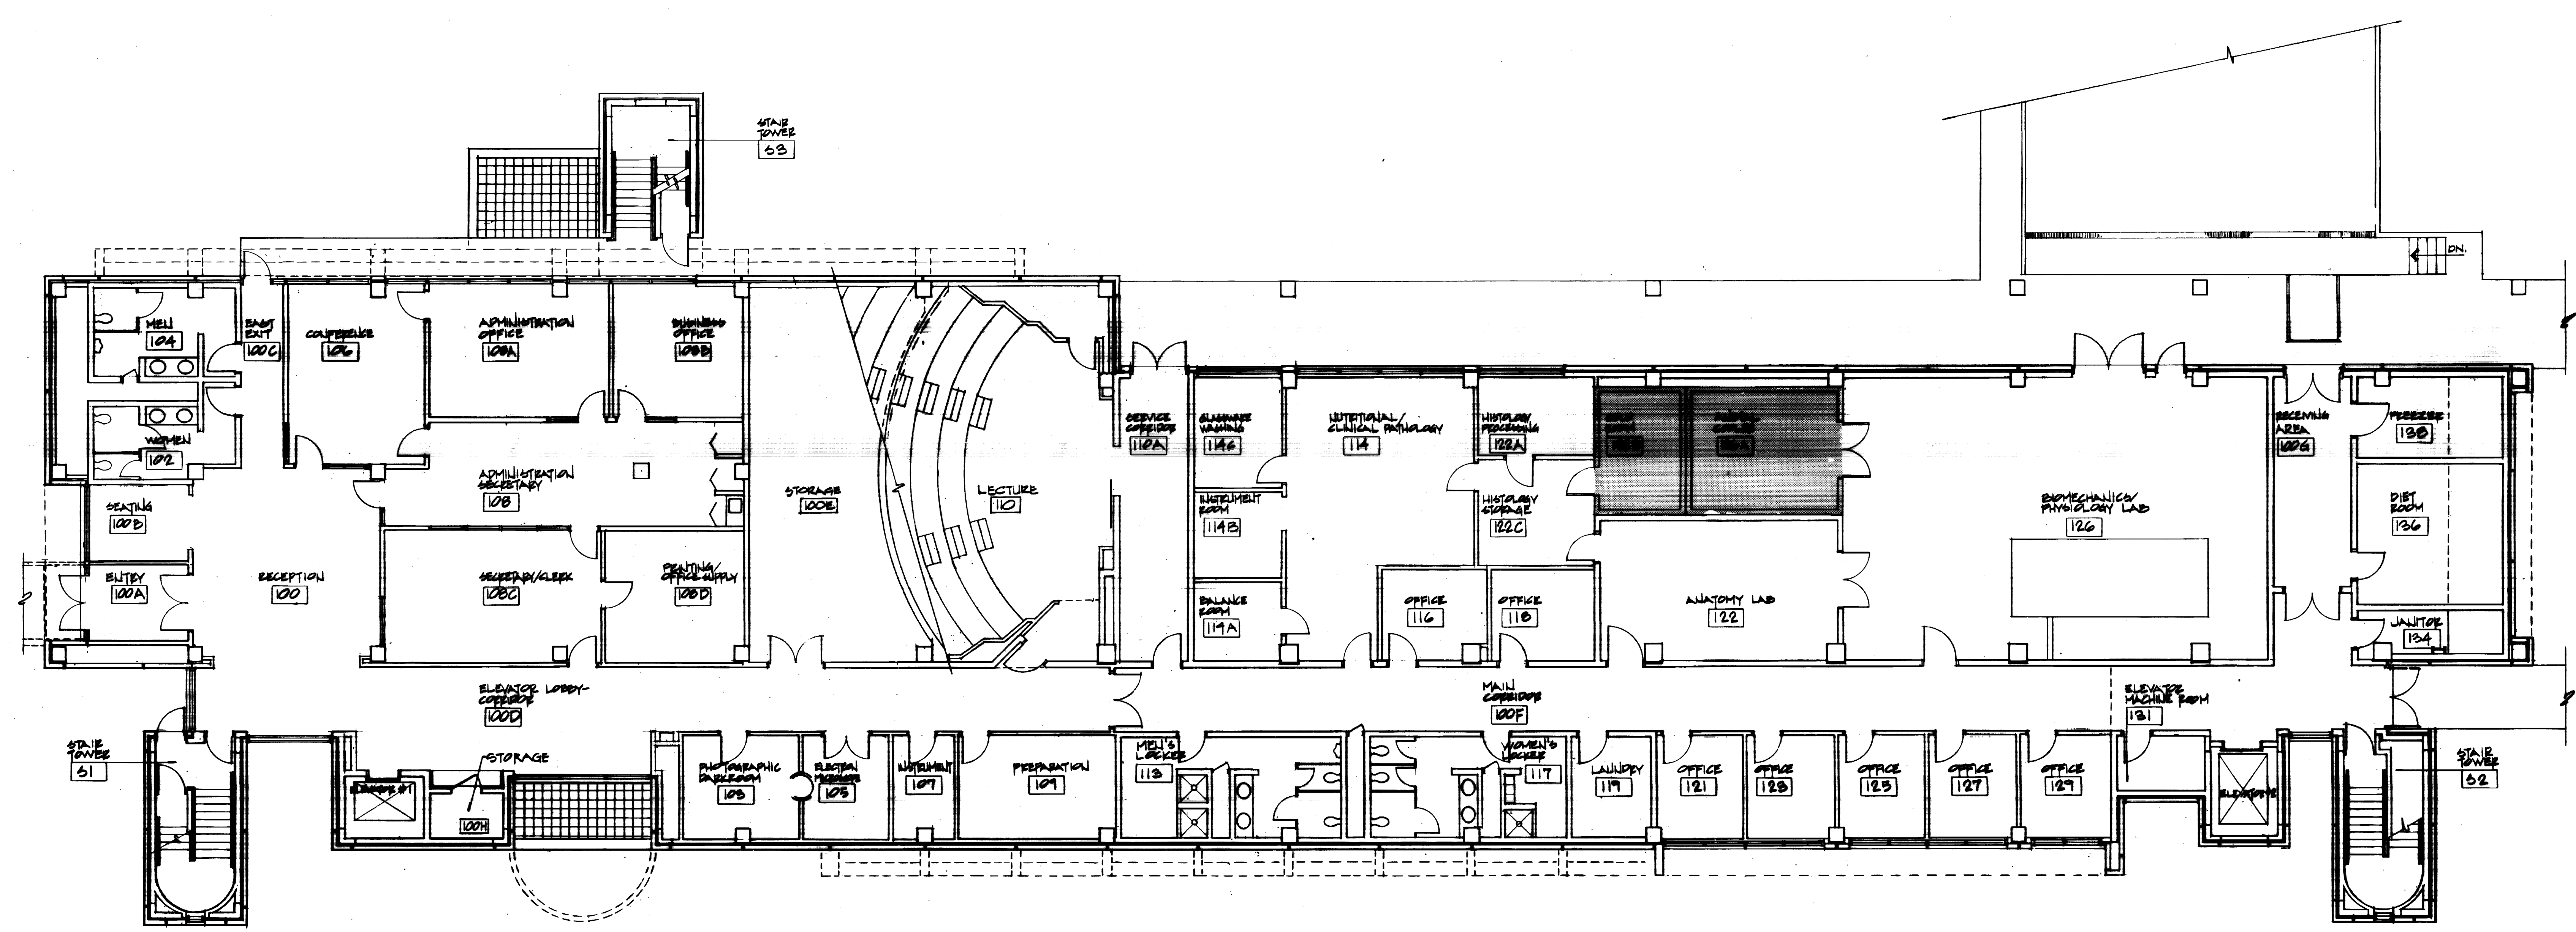 STAIR
TOWER
S3
DN.
MEN
104
EAST
EXIT
100C
CONFERENCE
106
ADMINISTRATION
OFFICE
108A
BUSINESS
OFFICE
108B
WOMEN
102
SEATING
100B
ADMINISTRATION
SECRETARY
108
ENTRY
100A
RECEPTION
100
SECRETARY/CLERK
108C
PRINTING/
OFFICE SUPPLY
108D
STORAGE
100E
LECTURE
110
SERVICE
CORRIDOR
110A
GLASSWARE
WASHING
114C
INSTRUMENT
ROOM
114B
BALANCE
ROOM
114A
NUTRITIONAL/
CLINICAL PATHOLOGY
114
HISTOLOGY
PROCESSING
122A
HISTOLOGY
STORAGE
122C
ROOM
OFFICE
116
OFFICE
118
ANATOMY LAB
122
BIOMECHANICS/
PHYSIOLOGY LAB
126
RECEIVING
AREA
100G
FREEZER
138
DIET
ROOM
136
JANITOR
134
ELEVATOR LOBBY-
CORRIDOR
100D
MAIN
CORRIDOR
100F
ELEVATOR
MACHINE ROOM
131
STAIR
TOWER
S1
ELEVATOR #1
STORAGE
100H
PHOTOGRAPHIC
DARKROOM
103
ELECTRON
MICROSCOPE
105
INSTRUMENT
107
PREPARATION
109
MEN'S
LOCKER
113
WOMEN'S
LOCKER
117
LAUNDRY
119
OFFICE
121
OFFICE
123
OFFICE
125
OFFICE
127
OFFICE
129
ELEVATOR #2
STAIR
TOWER
S2